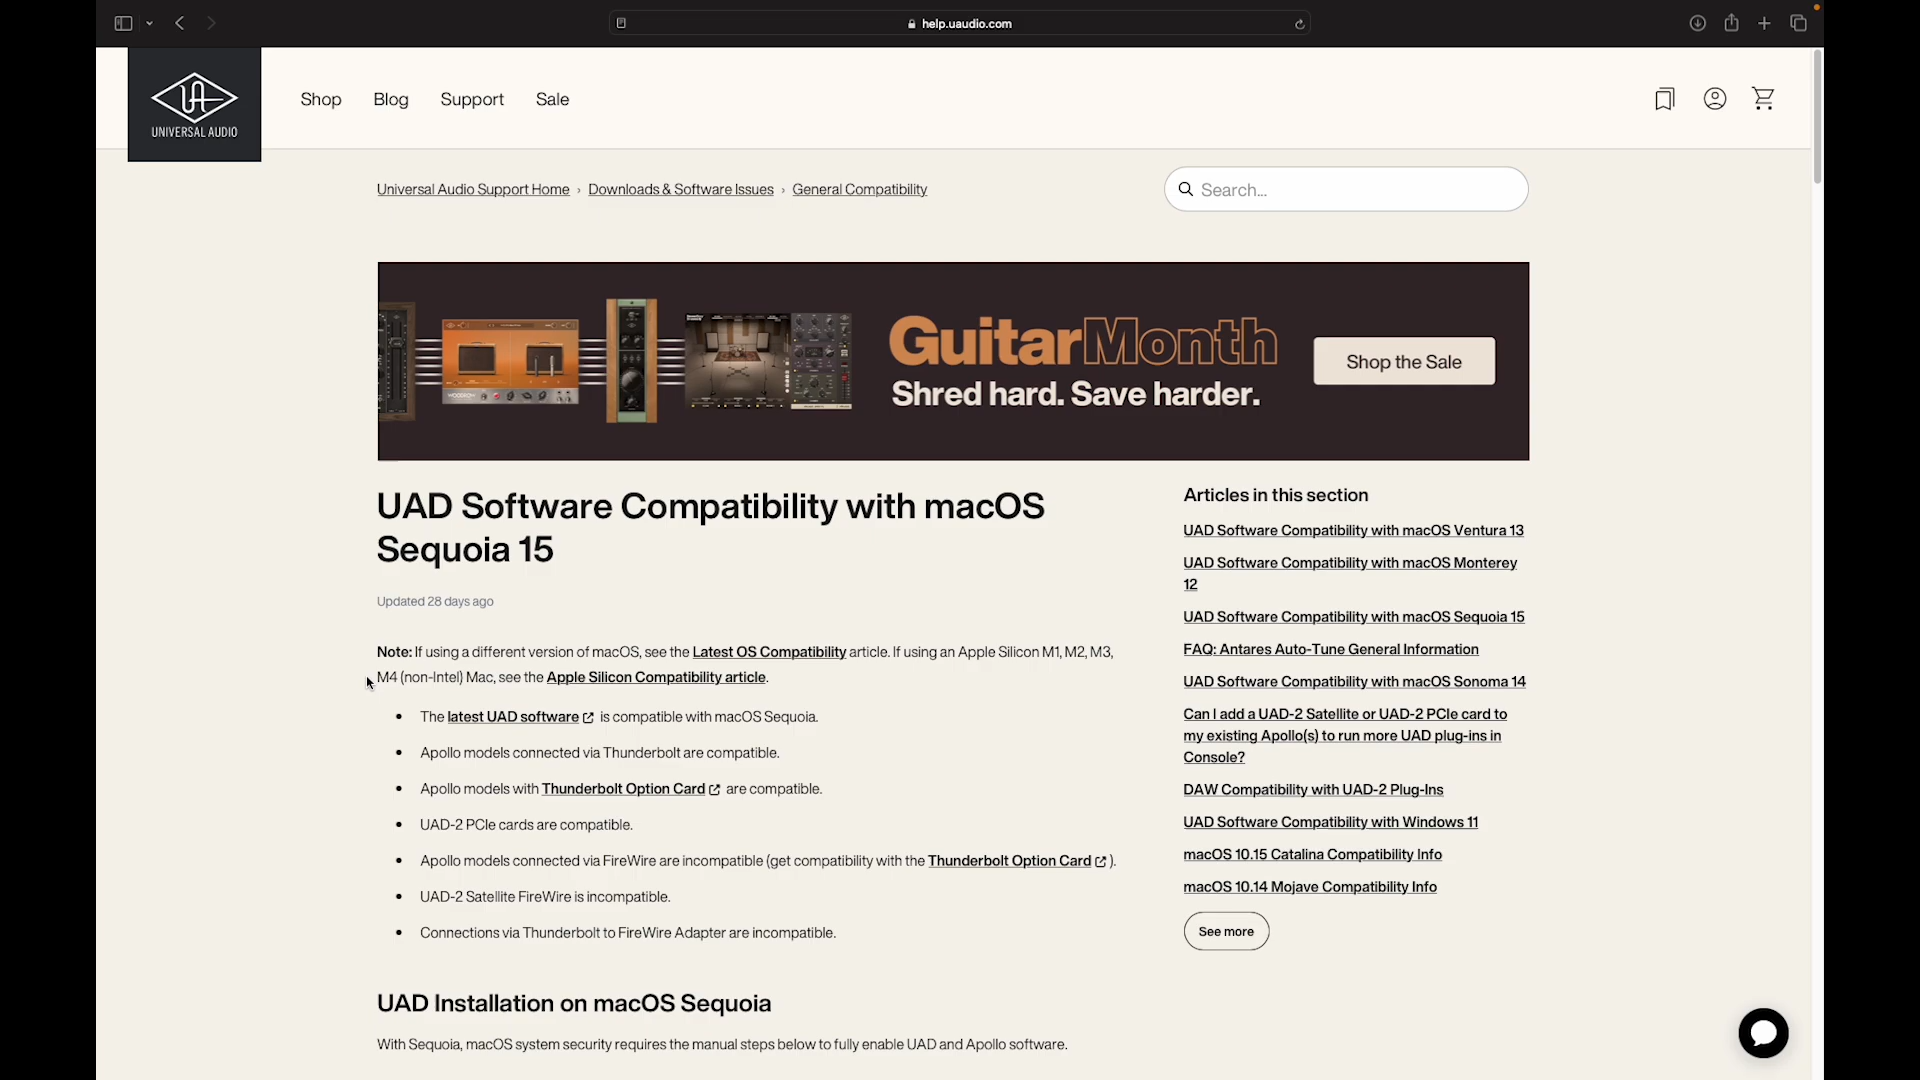 help.uaudio.com
UNIVERSAL AUDIO
Shop
Blog
Support
Sale
Universal Audio Support Home › Downloads & Software Issues › General Compatibility
Search...
GuitarMonth
Shred hard. Save harder.
Shop the Sale
UAD Software Compatibility with macOS
Sequoia 15
Updated 28 days ago
Note: If using a different version of macOS, see the Latest OS Compatibility article. If using an Apple Silicon M1, M2, M3,
M4 (non-Intel) Mac, see the Apple Silicon Compatibility article.
• The latest UAD software is compatible with macOS Sequoia.
• Apollo models connected via Thunderbolt are compatible.
• Apollo models with Thunderbolt Option Card are compatible.
• UAD-2 PCIe cards are compatible.
• Apollo models connected via FireWire are incompatible (get compatibility with the Thunderbolt Option Card ).
• UAD-2 Satellite FireWire is incompatible.
• Connections via Thunderbolt to FireWire Adapter are incompatible.
UAD Installation on macOS Sequoia
With Sequoia, macOS system security requires the manual steps below to fully enable UAD and Apollo software.
Articles in this section
UAD Software Compatibility with macOS Ventura 13
UAD Software Compatibility with macOS Monterey
12
UAD Software Compatibility with macOS Sequoia 15
FAQ: Antares Auto-Tune General Information
UAD Software Compatibility with macOS Sonoma 14
Can I add a UAD-2 Satellite or UAD-2 PCIe card to
my existing Apollo(s) to run more UAD plug-ins in
Console?
DAW Compatibility with UAD-2 Plug-Ins
UAD Software Compatibility with Windows 11
macOS 10.15 Catalina Compatibility Info
macOS 10.14 Mojave Compatibility Info
See more